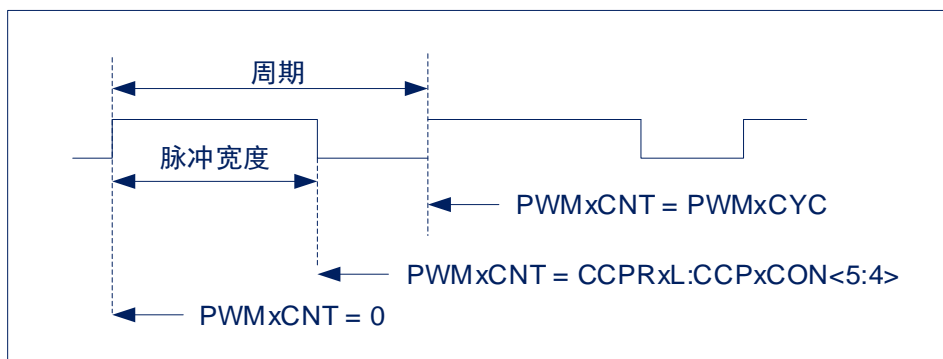 周期
脉冲宽度
PWMxCNT = PWMxCYC
PWMxCNT = CCPRxL:CCPxCON<5:4>
PWMxCNT = 0